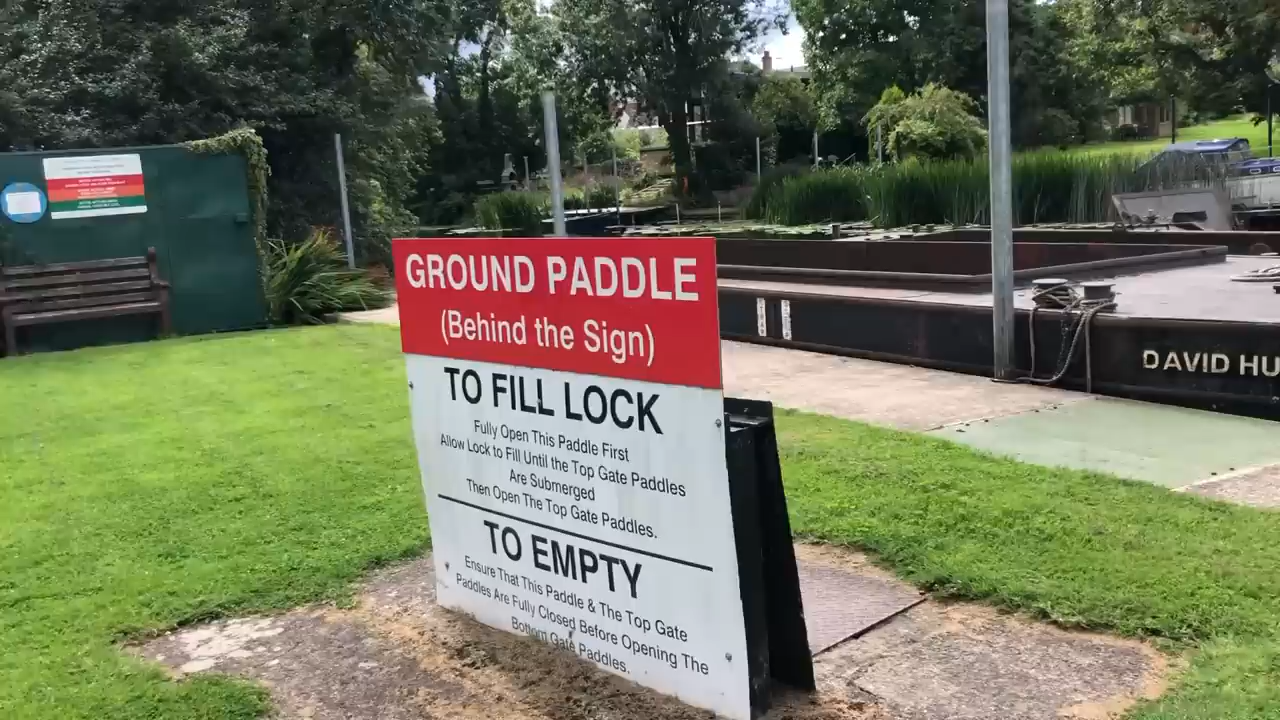 GROUND PADDLE
(Behind the Sign)
TO FILL LOCK
Fully Open This Paddle First
Allow Lock to Fill Until the Top Gate Paddles
Are Submerged
Then Open The Top Gate Paddles.
TO EMPTY
Ensure That This Paddle & The Top Gate
Paddles Are Fully Closed Before Opening The
Bottom Gate Paddles.
DAVID HU